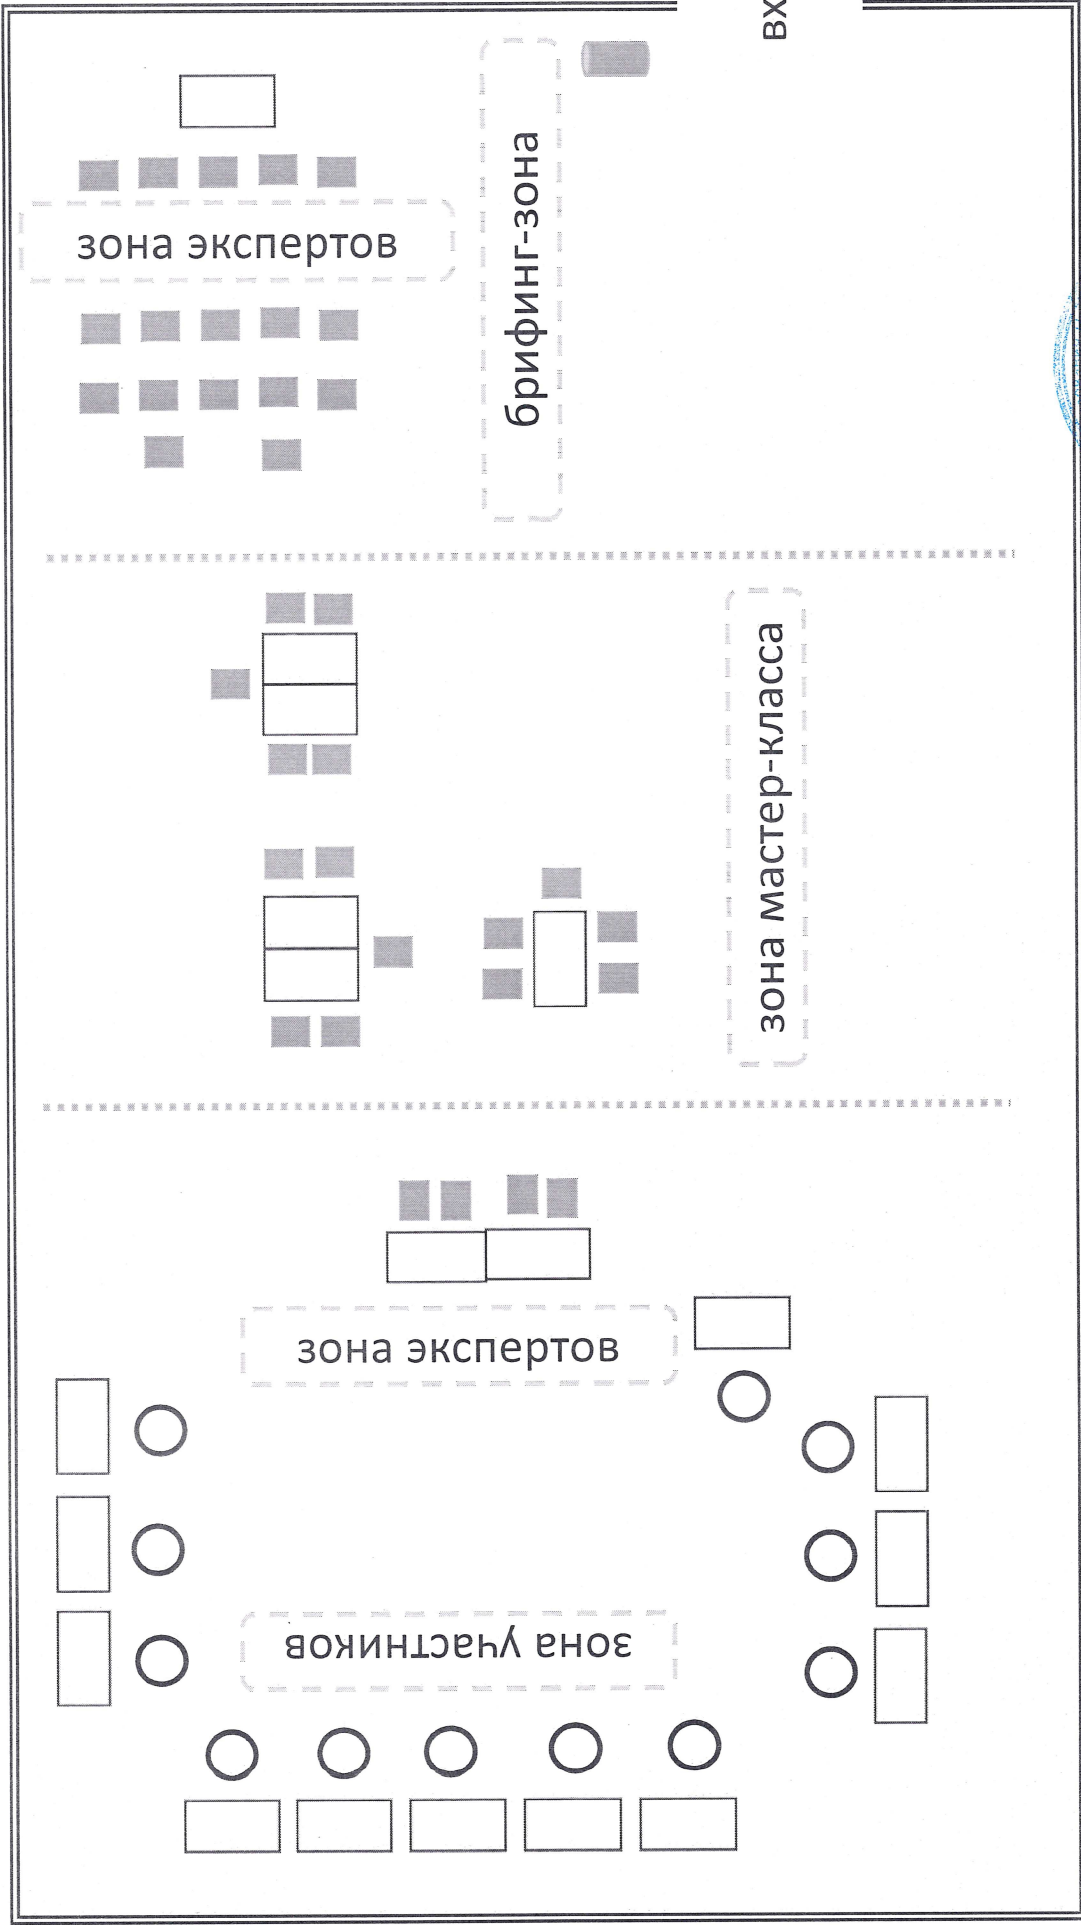 вх
зона экспертов
брифинг-зона
зона мастер-класса
зона экспертов
зона участников